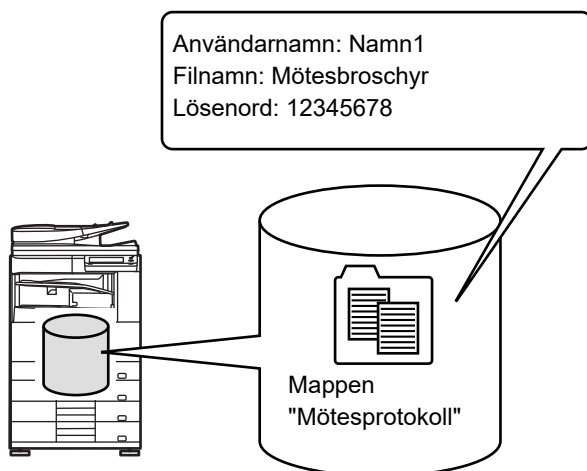 Användarnamn: Namn1
Filnamn: Mötesbroschyr
Lösenord: 12345678
Mappen
"Mötesprotokoll"